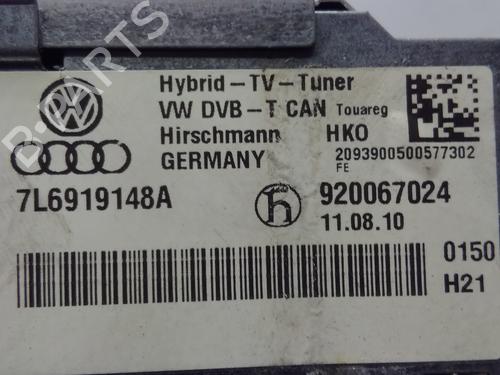 Hybrid-TV-Tuner
VW DVB-T CAN Touareg
Hirschmann HKO
GERMANY 2093900500577302
FE
7L6919148A
920067024
11.08.10
0150
H21
B-PARTS